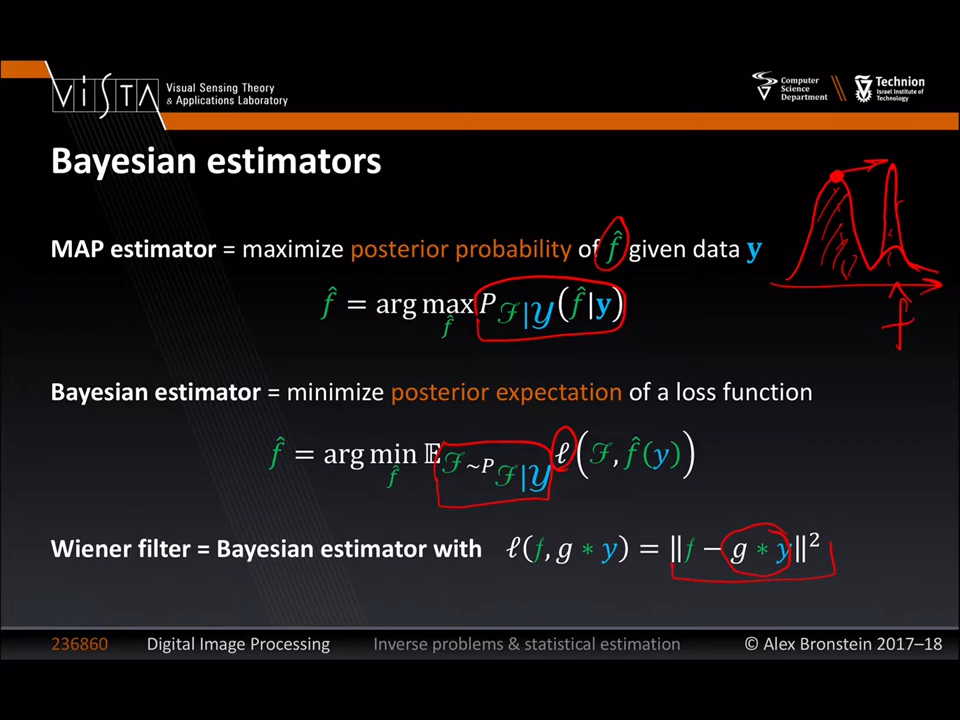 ViSTA Visual Sensing Theory & Applications Laboratory
Computer Science Department
Technion Israel Institute of Technology
Bayesian estimators
MAP estimator = maximize posterior probability of f̂ given data y
f̂ = arg max_f̂ P_ℱ|𝒴(f̂|y)
Bayesian estimator = minimize posterior expectation of a loss function
f̂ = arg min_f̂ 𝔼_ℱ~P_ℱ|𝒴 ℓ(ℱ, f̂(y))
Wiener filter = Bayesian estimator with ℓ(f, g ∗ y) = ‖f − g ∗ y‖²
f̂
236860 Digital Image Processing Inverse problems & statistical estimation © Alex Bronstein 2017–18